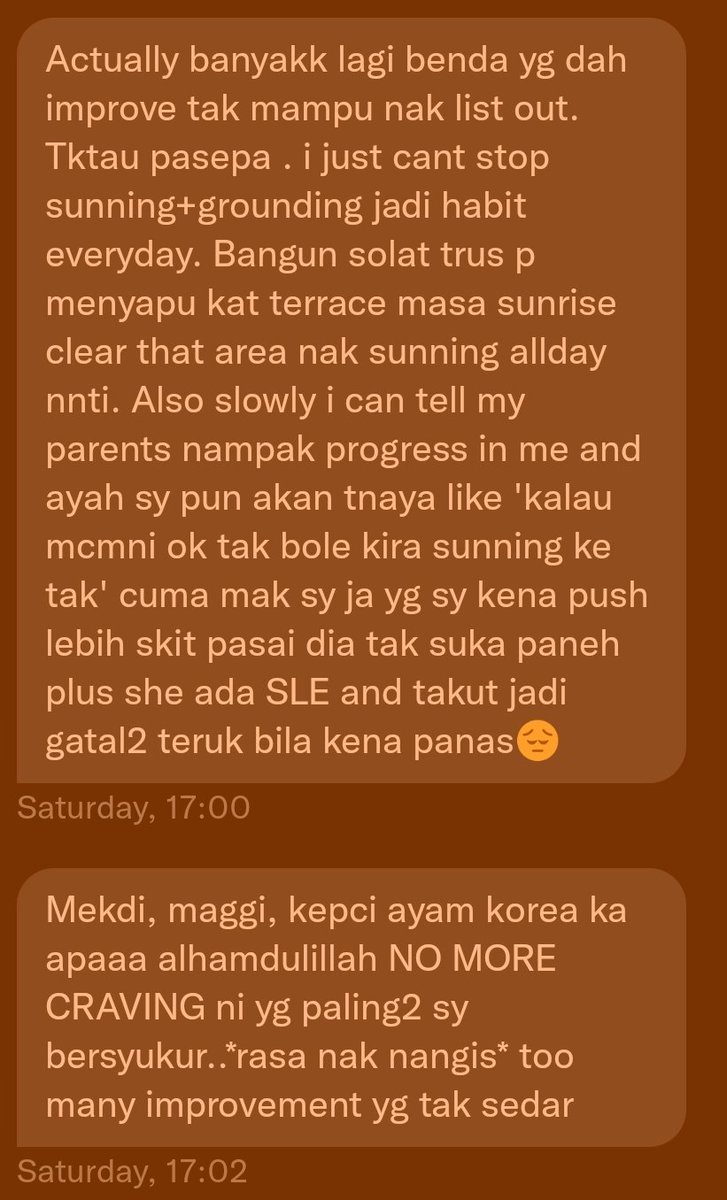 Actually banyakk lagi benda yg dah
improve tak mampu nak list out.
Tktau pasepa . i just cant stop
sunning+grounding jadi habit
everyday. Bangun solat trus p
menyapu kat terrace masa sunrise
clear that area nak sunning allday
nnti. Also slowly i can tell my
parents nampak progress in me and
ayah sy pun akan tnaya like 'kalau
mcmni ok tak bole kira sunning ke
tak' cuma mak sy ja yg sy kena push
lebih skit pasai dia tak suka paneh
plus she ada SLE and takut jadi
gatal2 teruk bila kena panas😔
Saturday, 17:00
Mekdi, maggi, kepci ayam korea ka
apaaa alhamdulillah NO MORE
CRAVING ni yg paling2 sy
bersyukur..*rasa nak nangis* too
many improvement yg tak sedar
Saturday, 17:02